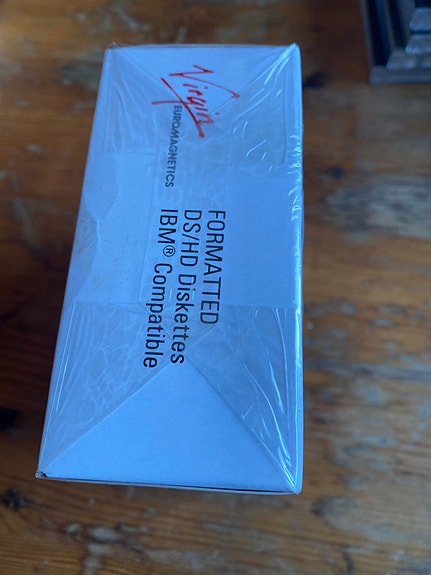 Virgin
EUROMAGNETICS
FORMATTED
DS/HD Diskettes
IBM® Compatible